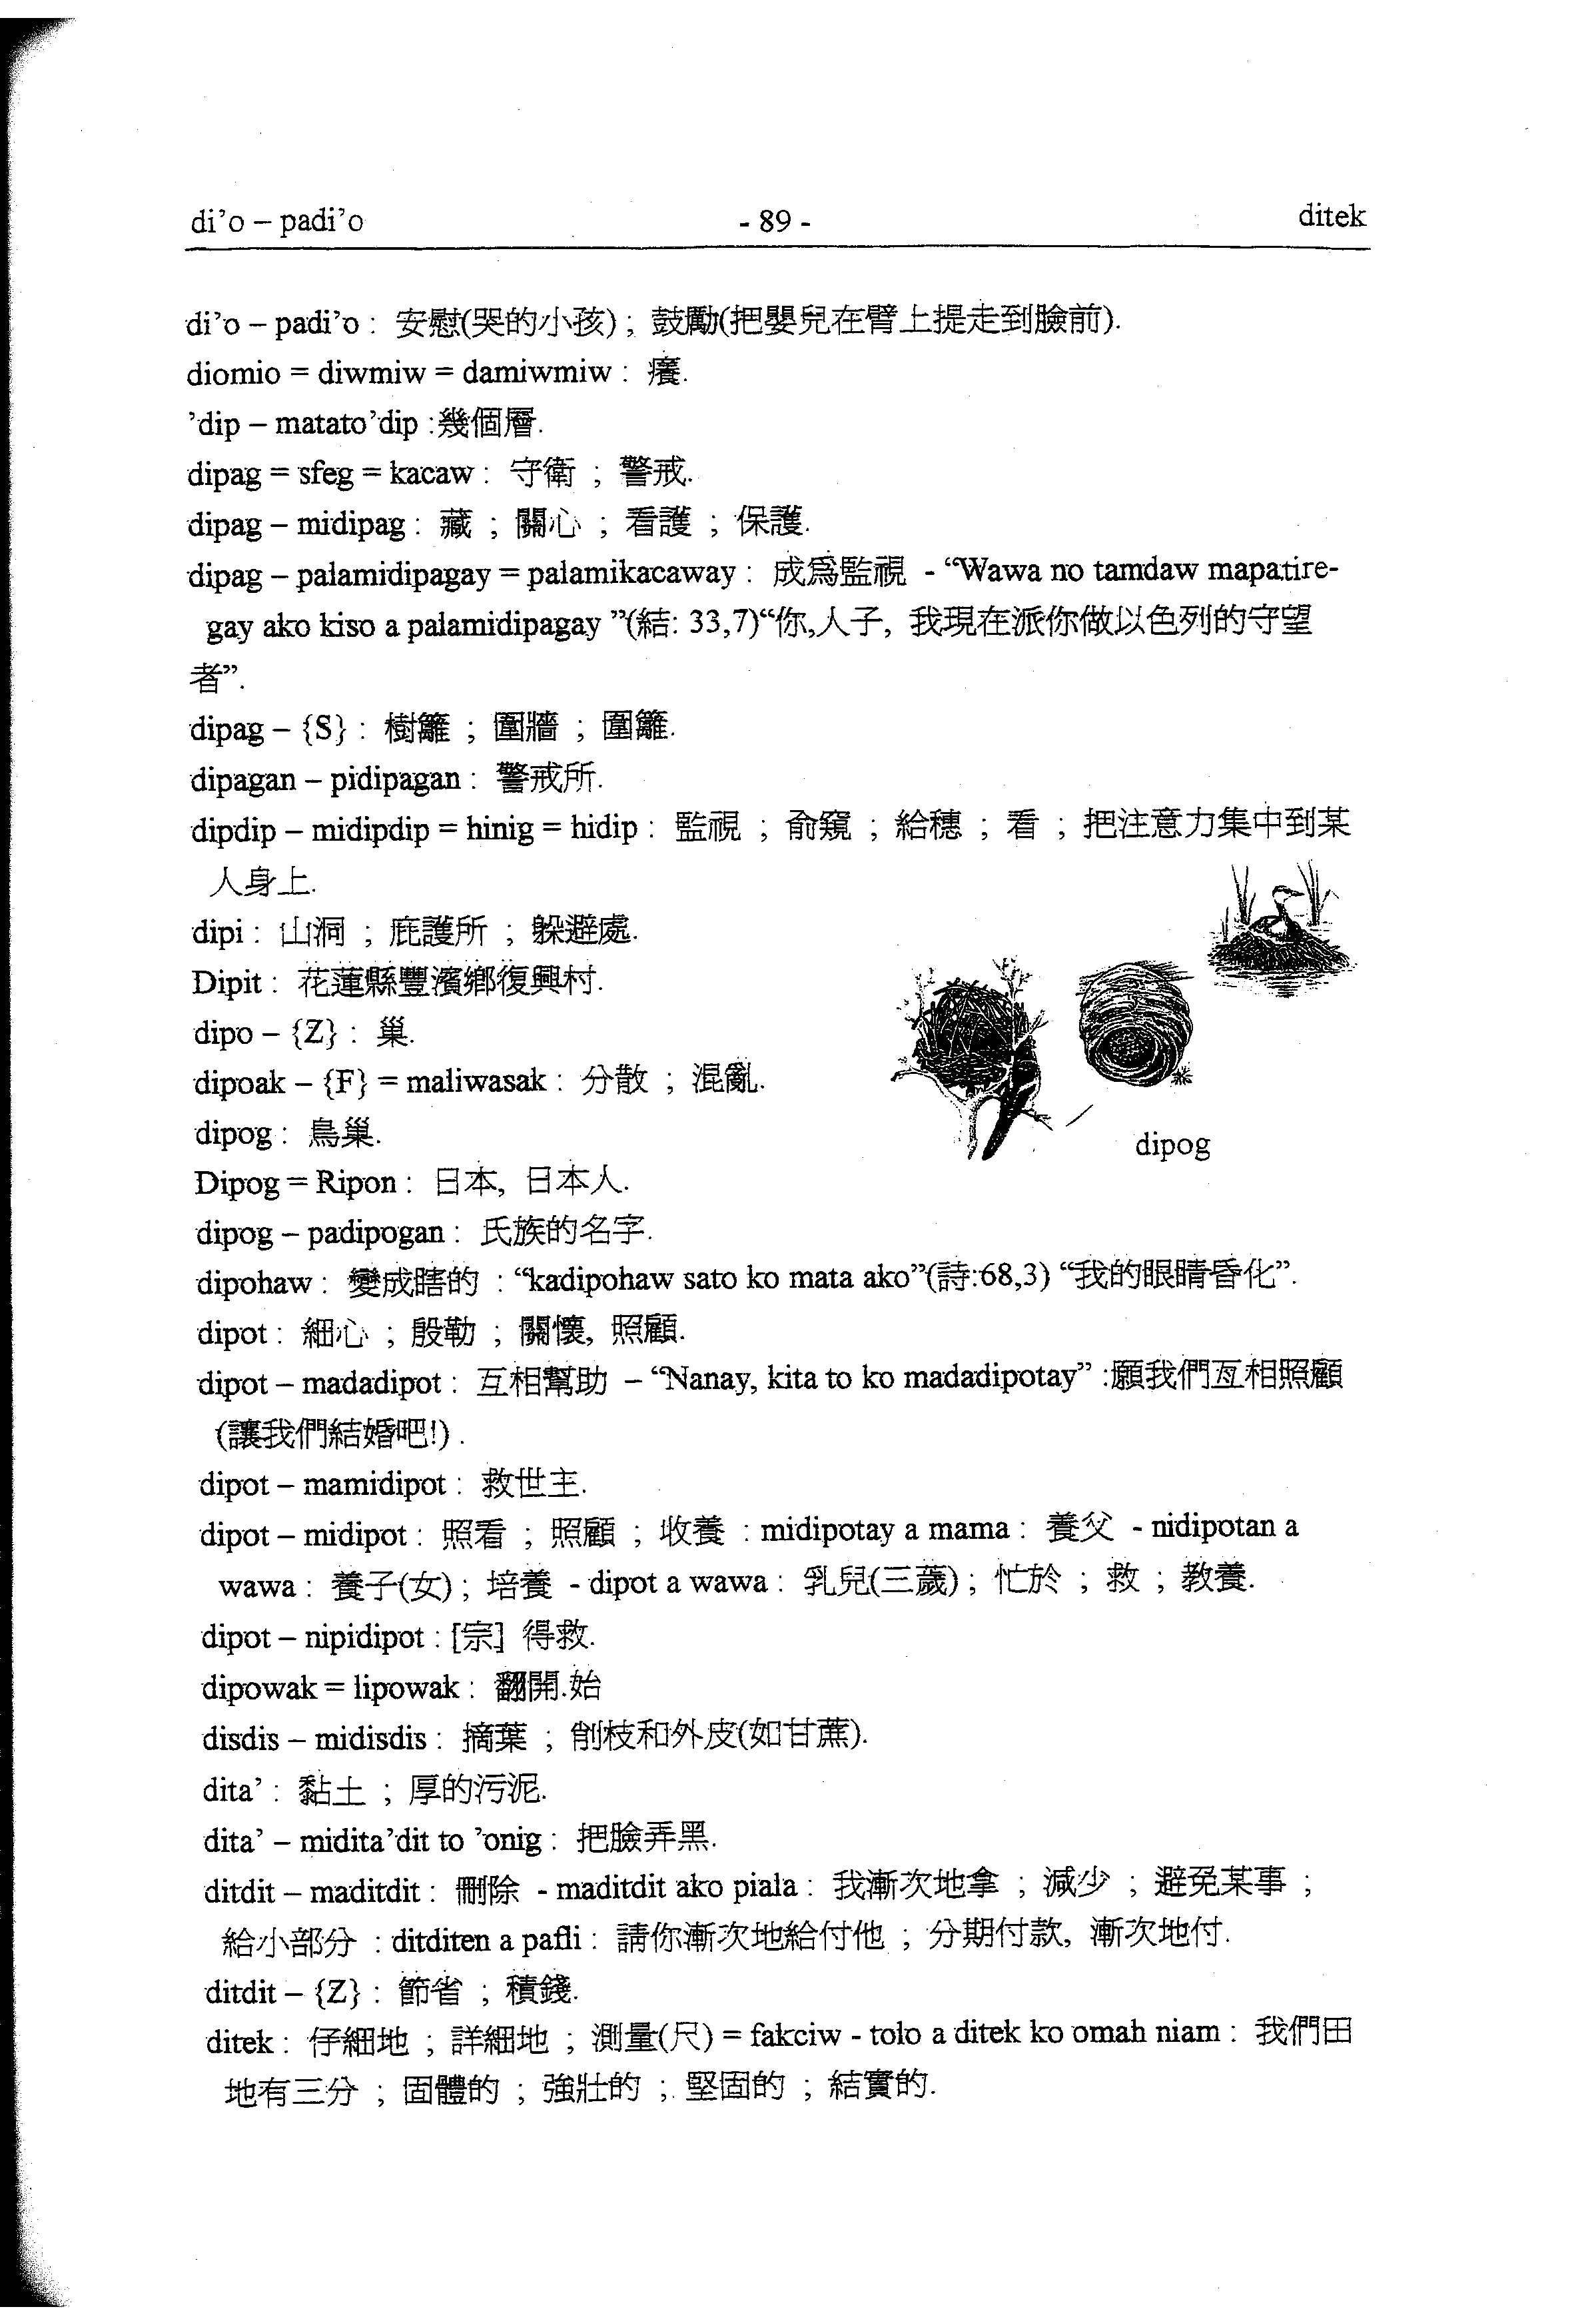 di’o – padi’o
- 89 -
ditek
di’o – padi’o : 安慰(哭的小孩) ; 鼓勵(把嬰兒在臂上提走到臉前).
diomio = diwmiw = damiwmiw : 癢.
’dip – matato’dip :幾個層.
dipag = sfeg = kacaw : 守衛 ; 警戒.
dipag – midipag : 藏 ; 關心 ; 看護 ; 保護.
dipag – palamidipagay = palamikacaway : 成爲監視 - “Wawa no tamdaw mapatire-
gay ako kiso a palamidipagay ”(結: 33,7)“你,人子, 我現在派你做以色列的守望
者”.
dipag – {S} : 樹籬 ; 圍牆 ; 圍籬.
dipagan – pidipagan : 警戒所.
dipdip – midipdip = hinig = hidip : 監視 ; 俞窺 ; 給穗 ; 看 ; 把注意力集中到某
人身上.
dipi : 山洞 ; 庇護所 ; 躲避處.
Dipit : 花蓮縣豐濱鄉復興村.
dipo – {Z} : 巢.
dipoak – {F} = maliwasak : 分散 ; 混亂.
dipog : 鳥巢.
dipog
Dipog = Ripon : 日本, 日本人.
dipog – padipogan : 氏族的名字.
dipohaw : 變成瞎的 : “kadipohaw sato ko mata ako”(詩:68,3) “我的眼睛昏化”.
dipot : 細心 ; 殷勤 ; 關懷, 照顧.
dipot – madadipot : 互相幫助 – “Nanay, kita to ko madadipotay” :願我們互相照顧
(讓我們結婚吧!) .
dipot – mamidipot : 救世主.
dipot – midipot : 照看 ; 照顧 ; 收養 : midipotay a mama : 養父 - nidipotan a
wawa : 養子(女) ; 培養 - dipot a wawa : 乳兒(三歲) ; 忙於 ; 救 ; 教養.
dipot – nipidipot : [宗] 得救.
dipowak = lipowak : 翻開.始
disdis – midisdis : 摘葉 ; 削枝和外皮(如甘蔗).
dita’ : 黏土 ; 厚的污泥.
dita’ – midita’dit to ’onig : 把臉弄黑.
ditdit – maditdit : 刪除 - maditdit ako piala : 我漸次地拿 ; 減少 ; 避免某事 ;
給小部分 : ditditen a pafli : 請你漸次地給付他 ; 分期付款, 漸次地付.
ditdit – {Z} : 節省 ; 積錢.
ditek : 仔細地 ; 詳細地 ; 測量(尺) = fakciw - tolo a ditek ko omah niam : 我們田
地有三分 ; 固體的 ; 強壯的 ; 堅固的 ; 結實的.